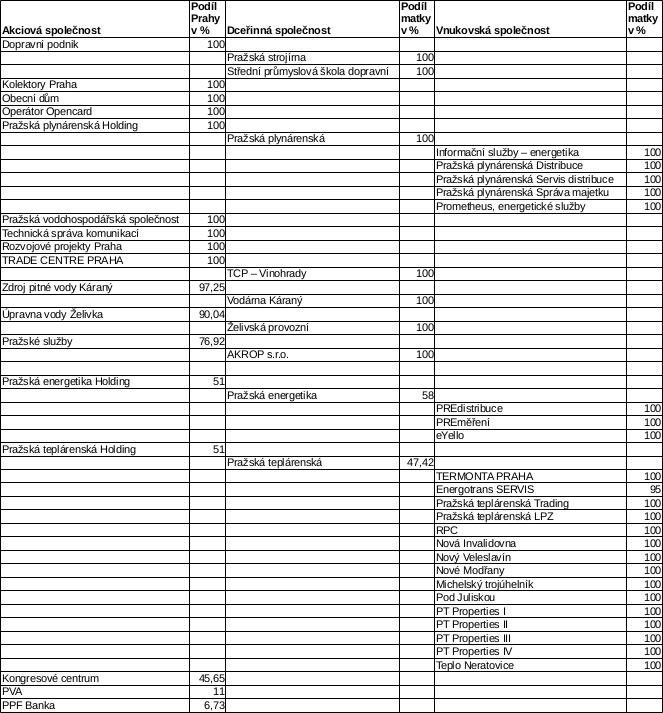 Akciová společnost Podíl Prahy v % Dceřinná společnost Podíl matky v % Vnukovská společnost Podíl matky v %
Dopravní podnik 100
Pražská strojírna 100
Střední průmyslová škola dopravní 100
Kolektory Praha 100
Obecní dům 100
Operátor Opencard 100
Pražská plynárenská Holding 100
Pražská plynárenská 100
Informační služby – energetika 100
Pražská plynárenská Distribuce 100
Pražská plynárenská Servis distribuce 100
Pražská plynárenská Správa majetku 100
Prometheus, energetické služby 100
Pražská vodohospodářská společnost 100
Technická správa komunikací 100
Rozvojové projekty Praha 100
TRADE CENTRE PRAHA 100
TCP – Vinohrady 100
Zdroj pitné vody Káraný 97,25
Vodárna Káraný 100
Úpravna vody Želivka 90,04
Želivská provozní 100
Pražské služby 76,92
AKROP s.r.o. 100
Pražská energetika Holding 51
Pražská energetika 58
PREdistribuce 100
PREměření 100
eYello 100
Pražská teplárenská Holding 51
Pražská teplárenská 47,42
TERMONTA PRAHA 100
Energotrans SERVIS 95
Pražská teplárenská Trading 100
Pražská teplárenská LPZ 100
RPC 100
Nová Invalidovna 100
Nový Veleslavín 100
Nové Modřany 100
Michelský trojúhelník 100
Pod Juliskou 100
PT Properties I 100
PT Properties II 100
PT Properties III 100
PT Properties IV 100
Teplo Neratovice 100
Kongresové centrum 45,65
PVA 11
PPF Banka 6,73